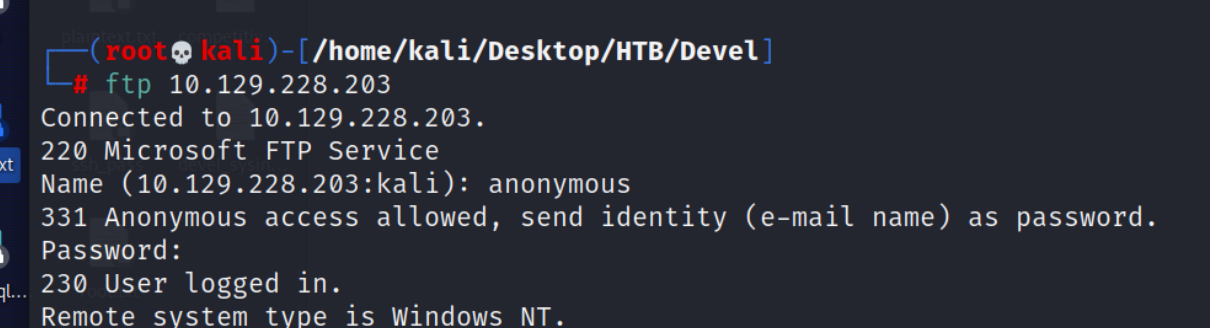 ┌──(root💀kali)-[/home/kali/Desktop/HTB/Devel]
└─# ftp 10.129.228.203
Connected to 10.129.228.203.
220 Microsoft FTP Service
Name (10.129.228.203:kali): anonymous
331 Anonymous access allowed, send identity (e-mail name) as password.
Password:
230 User logged in.
Remote system type is Windows NT.
xt
ql...